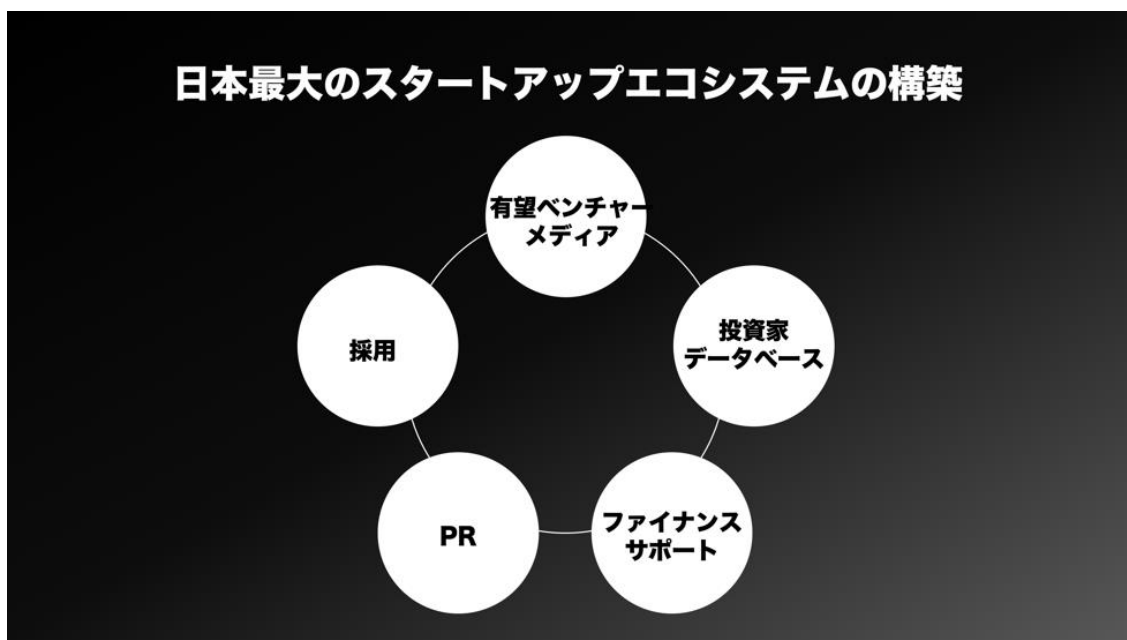 日本最大のスタートアップエコシステムの構築
有望ベンチャー
メディア
投資家
データベース
ファイナンス
サポート
PR
採用